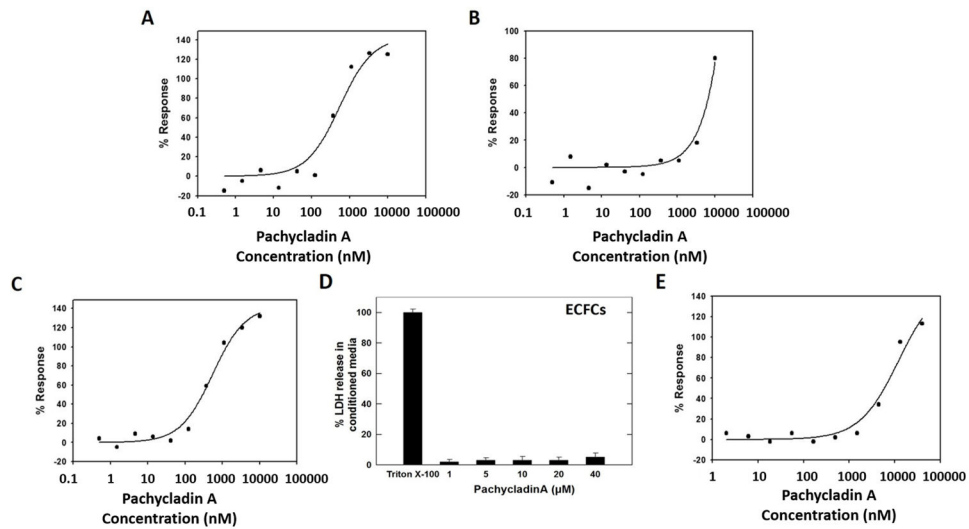 A
% Response
140
120
100
80
60
40
20
0
-20
0.1 1 10 100 1000 10000 100000
Pachycladin A
Concentration (nM)
B
% Response
100
80
60
40
20
0
-20
0.1 1 10 100 1000 10000 100000
Pachycladin A
Concentration (nM)
C
% Response
140
120
100
80
60
40
20
0
-20
0.1 1 10 100 1000 10000 100000
Pachycladin A
Concentration (nM)
D
ECFCs
% LDH release in
conditioned media
100
80
60
40
20
0
Triton X-100 1 5 10 20 40
PachycladinA (μM)
E
% Response
140
120
100
80
60
40
20
0
-20
1 10 100 1000 10000 100000
Pachycladin A
Concentration (nM)